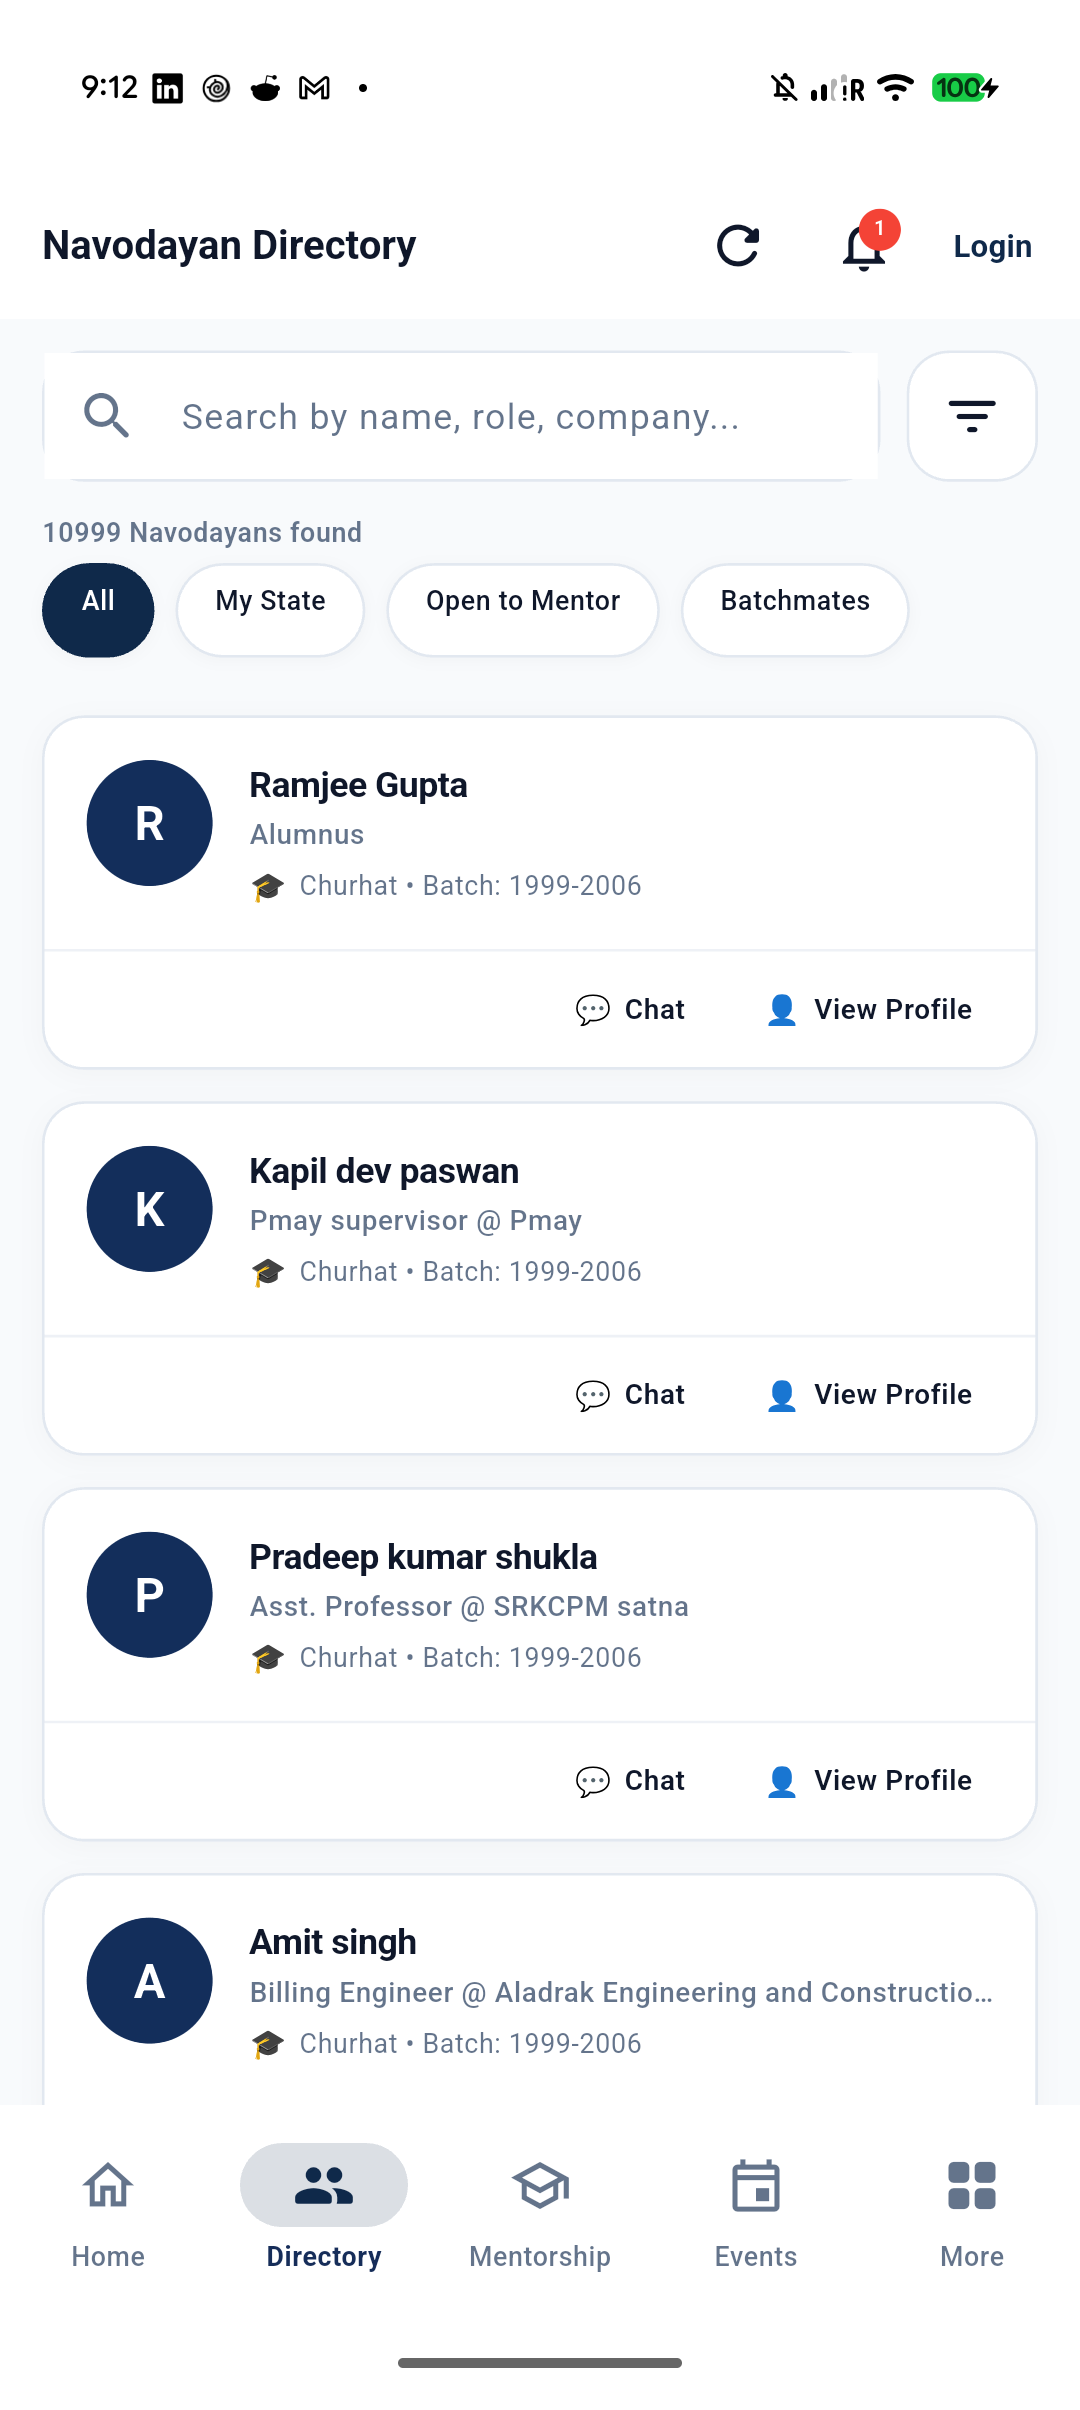 9:12
R
100
Navodayan Directory
1
Login
Search by name, role, company...
10999 Navodayans found
All
My State
Open to Mentor
Batchmates
R
Ramjee Gupta
Alumnus
🎓 Churhat • Batch: 1999-2006
💬 Chat
👤 View Profile
K
Kapil dev paswan
Pmay supervisor @ Pmay
🎓 Churhat • Batch: 1999-2006
💬 Chat
👤 View Profile
P
Pradeep kumar shukla
Asst. Professor @ SRKCPM satna
🎓 Churhat • Batch: 1999-2006
💬 Chat
👤 View Profile
A
Amit singh
Billing Engineer @ Aladrak Engineering and Constructio...
🎓 Churhat • Batch: 1999-2006
Home
Directory
Mentorship
Events
More